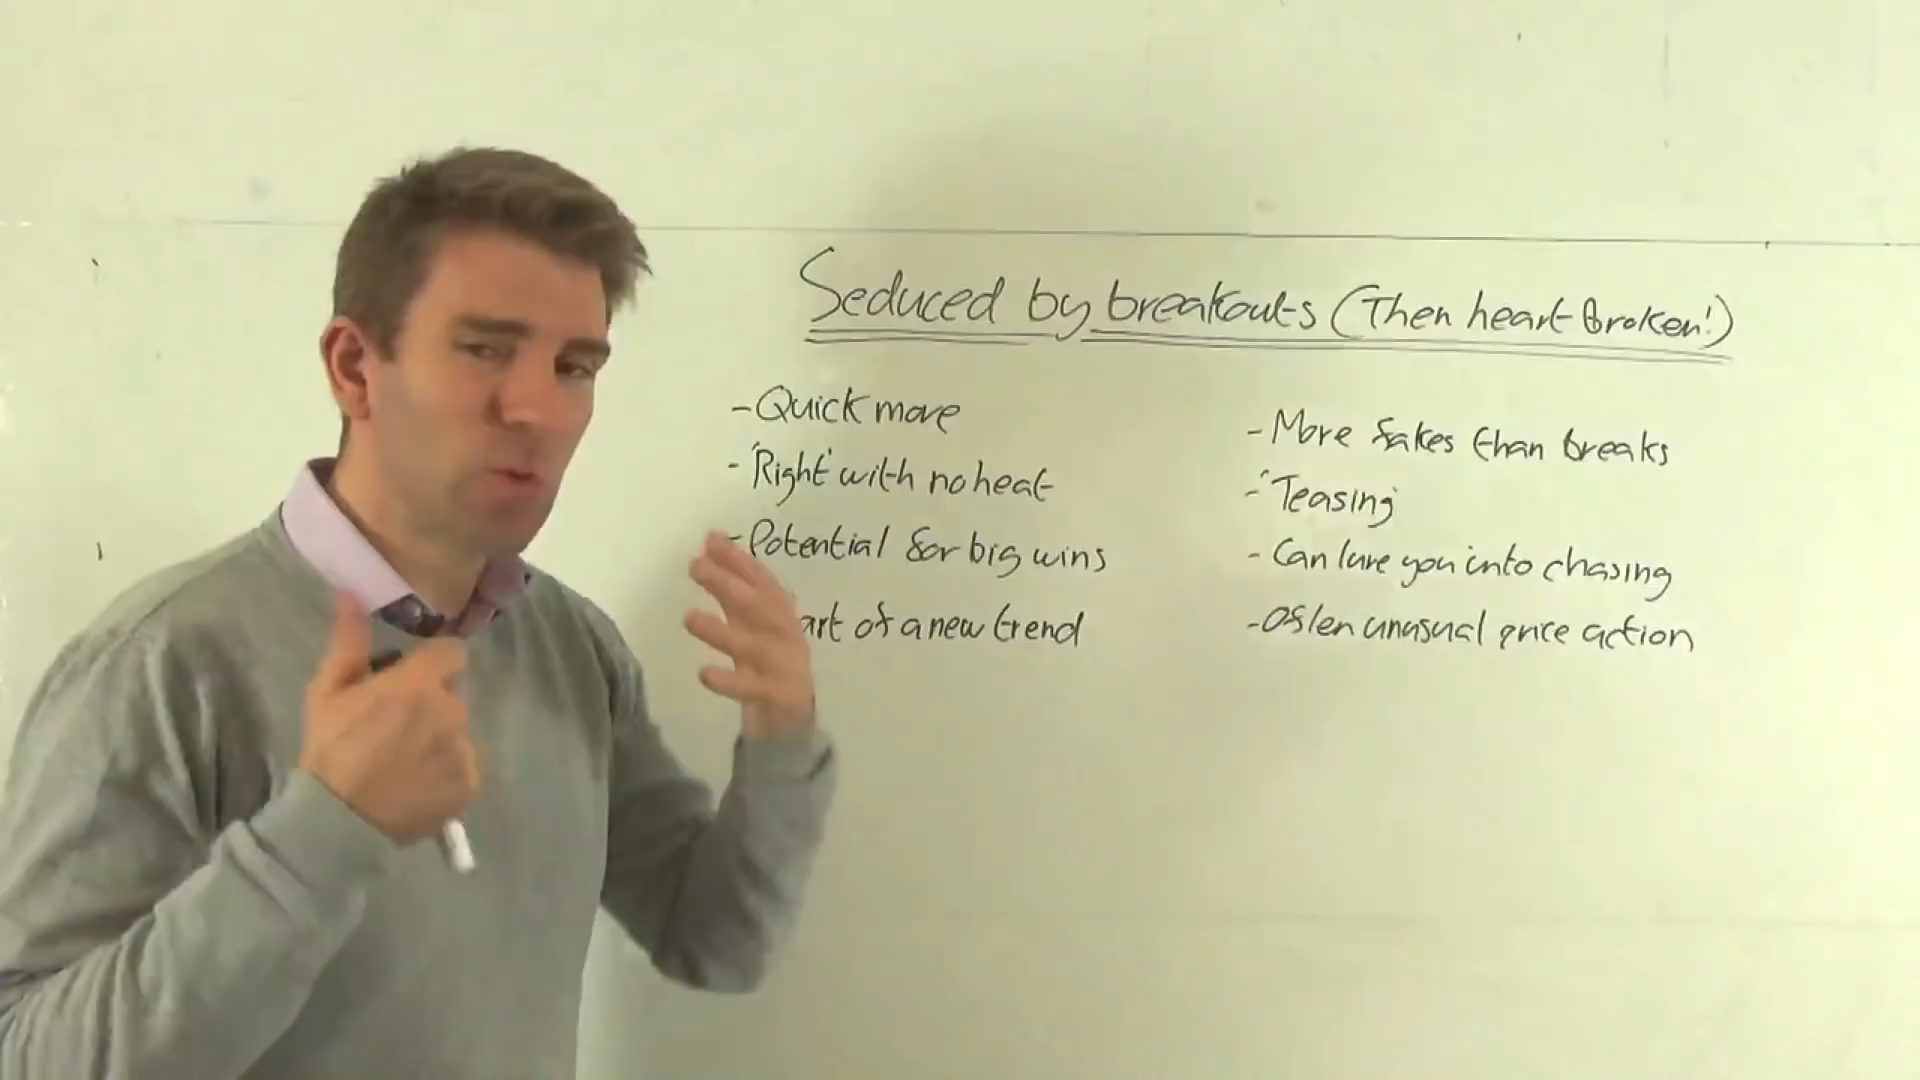 Seduced by breakouts (Then heart broken!)
- Quick move
- 'Right' with no heat
- Potential for big wins
art of a new trend
- More fakes than breaks
- 'Teasing'
- Can lure you into chasing
- Often unusual price action